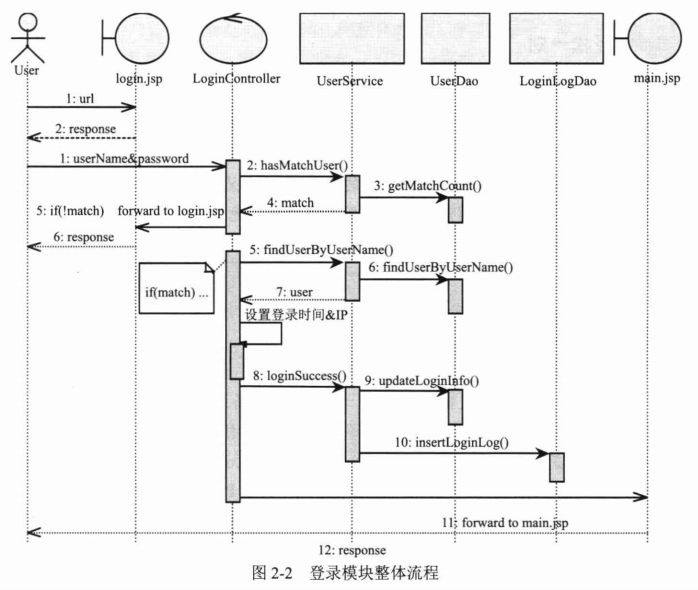 User
login.jsp
LoginController
UserService
UserDao
LoginLogDao
main.jsp
1: url
2: response
1: userName&password
2: hasMatchUser()
3: getMatchCount()
4: match
5: if(!match) forward to login.jsp
6: response
5: findUserByUserName()
6: findUserByUserName()
if(match) ...
7: user
设置登录时间&IP
8: loginSuccess()
9: updateLoginInfo()
10: insertLoginLog()
11: forward to main.jsp
12: response
图 2-2 登录模块整体流程